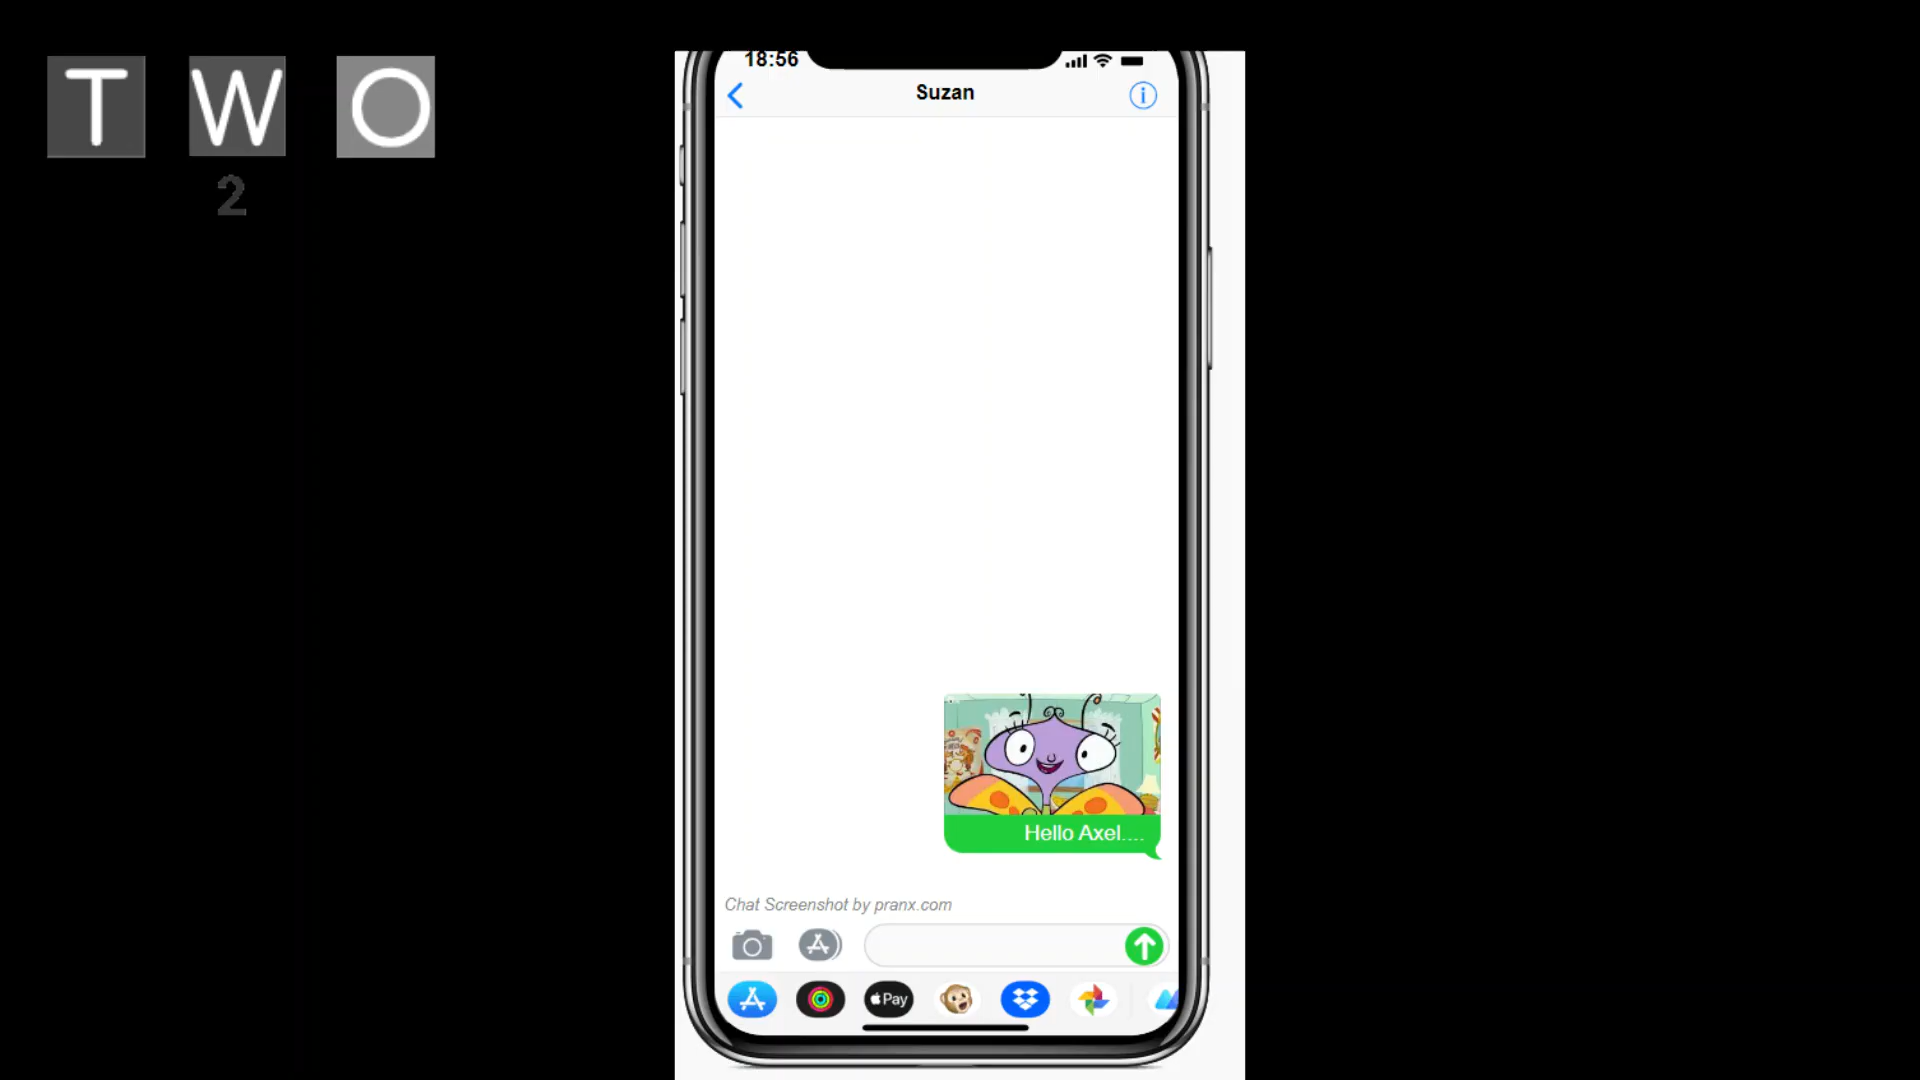 T W O
2
18:56
Suzan
Hello Axel....
Chat Screenshot by pranx.com
Pay